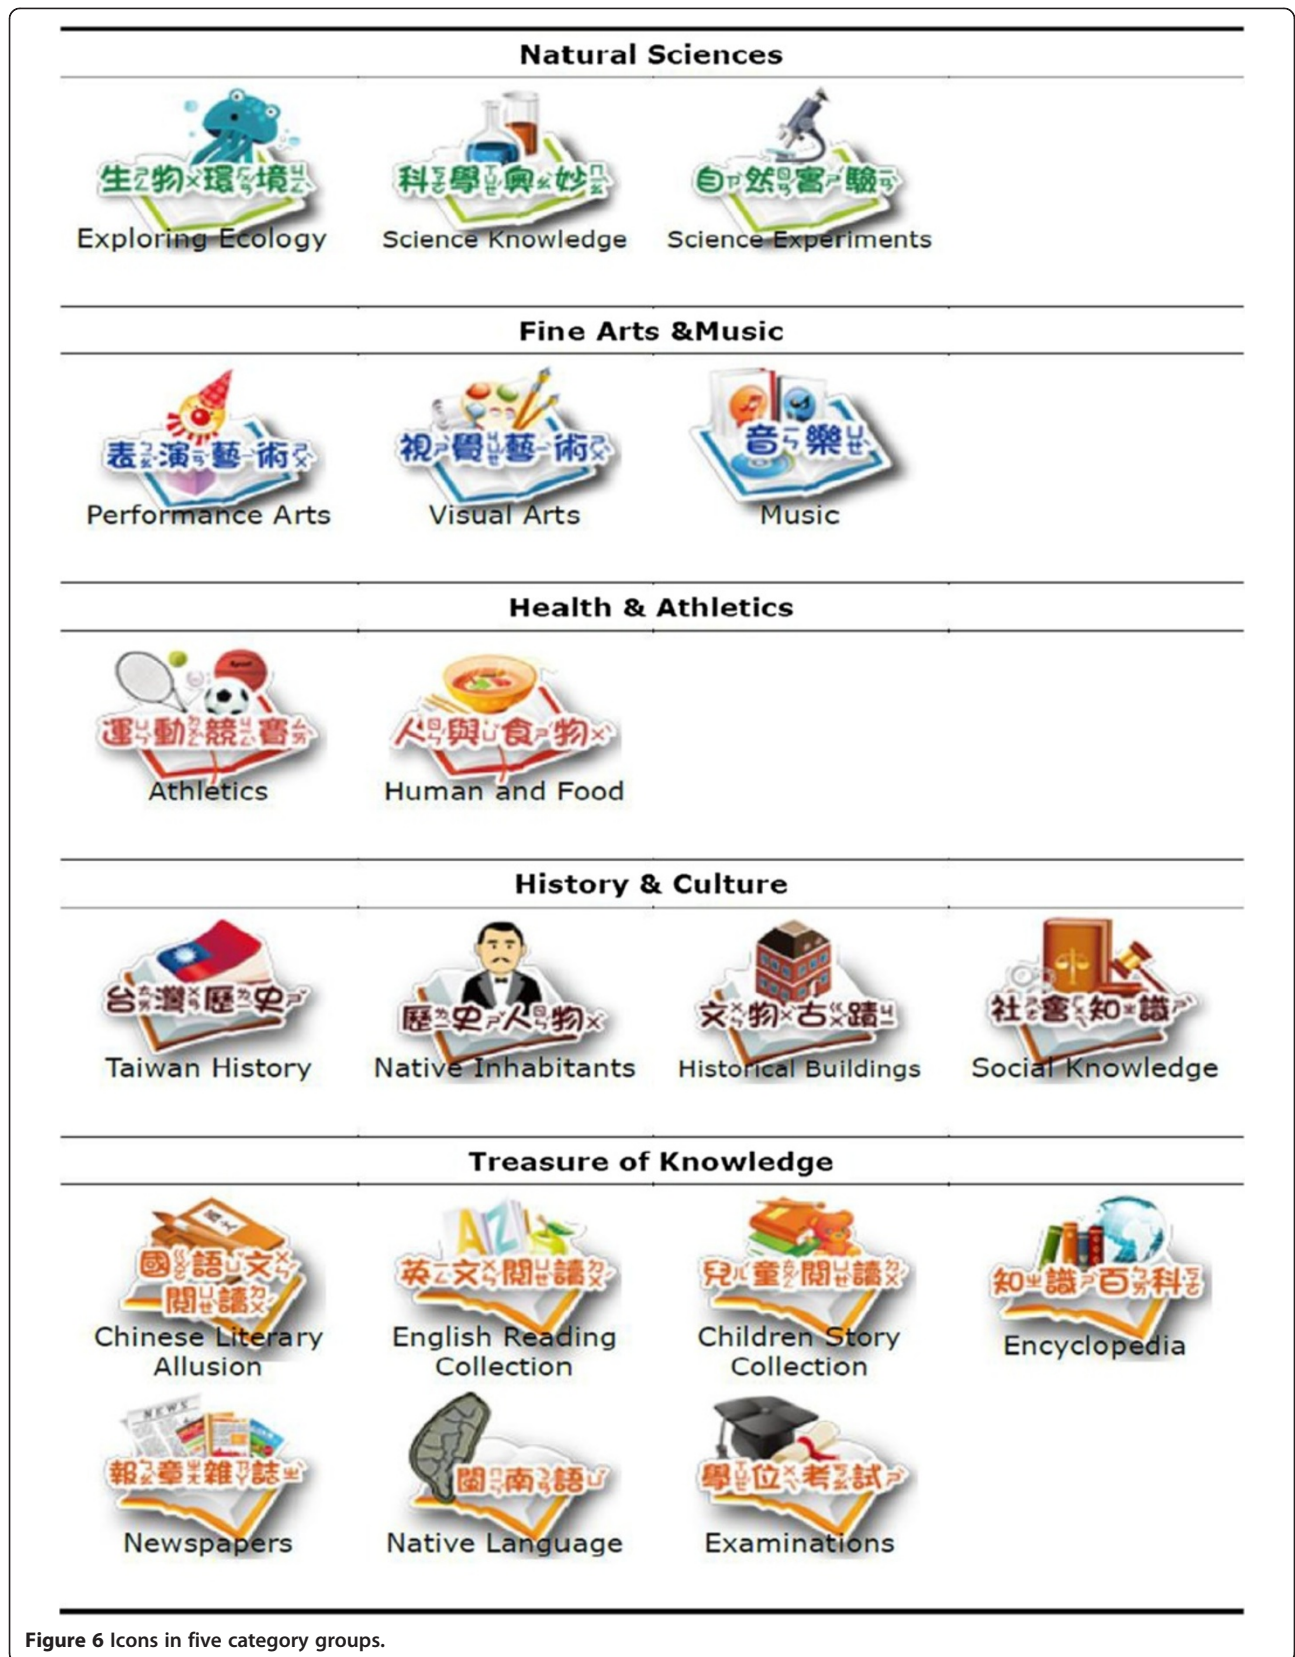 Natural Sciences
生物環境
科學奧妙
自然實驗
Exploring Ecology
Science Knowledge
Science Experiments
Fine Arts &Music
表演藝術
視覺藝術
音樂
Performance Arts
Visual Arts
Music
Health & Athletics
Sport
運動競賽
人與食物
Athletics
Human and Food
History & Culture
台灣歷史
歷史人物
文物古蹟
社會知識
Taiwan History
Native Inhabitants
Historical Buildings
Social Knowledge
Treasure of Knowledge
AZ
國語文
閱讀
英文閱讀
兒童閱讀
知識百科
Chinese Literary
Allusion
English Reading
Collection
Children Story
Collection
Encyclopedia
NEWS
報章雜誌
閩南語
學位考試
Newspapers
Native Language
Examinations
Figure 6 Icons in five category groups.